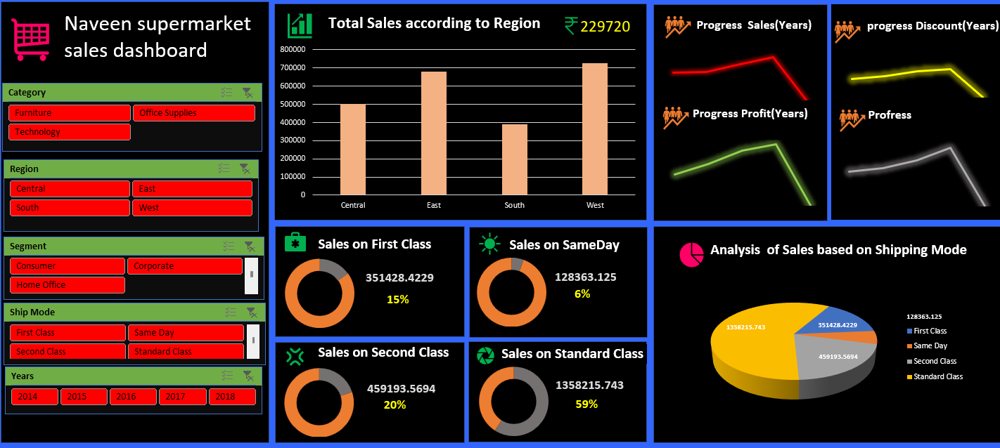 Naveen supermarket
sales dashboard
Category
Furniture
Office Supplies
Technology
Region
Central
East
South
West
Segment
Consumer
Corporate
Home Office
Ship Mode
First Class
Same Day
Second Class
Standard Class
Years
2014
2015
2016
2017
2018
Total Sales according to Region
₹ 229720
800000
700000
600000
500000
400000
300000
200000
100000
0
Central
East
South
West
Progress  Sales(Years)
progress Discount(Years)
Progress Profit(Years)
Profress
Sales on First Class
351428.4229
15%
Sales on SameDay
128363.125
6%
Sales on Second Class
459193.5694
20%
Sales on Standard Class
1358215.743
59%
Analysis  of Sales based on Shipping Mode
1358215.743
351428.4229
459193.5694
128363.125
First Class
Same Day
Second Class
Standard Class